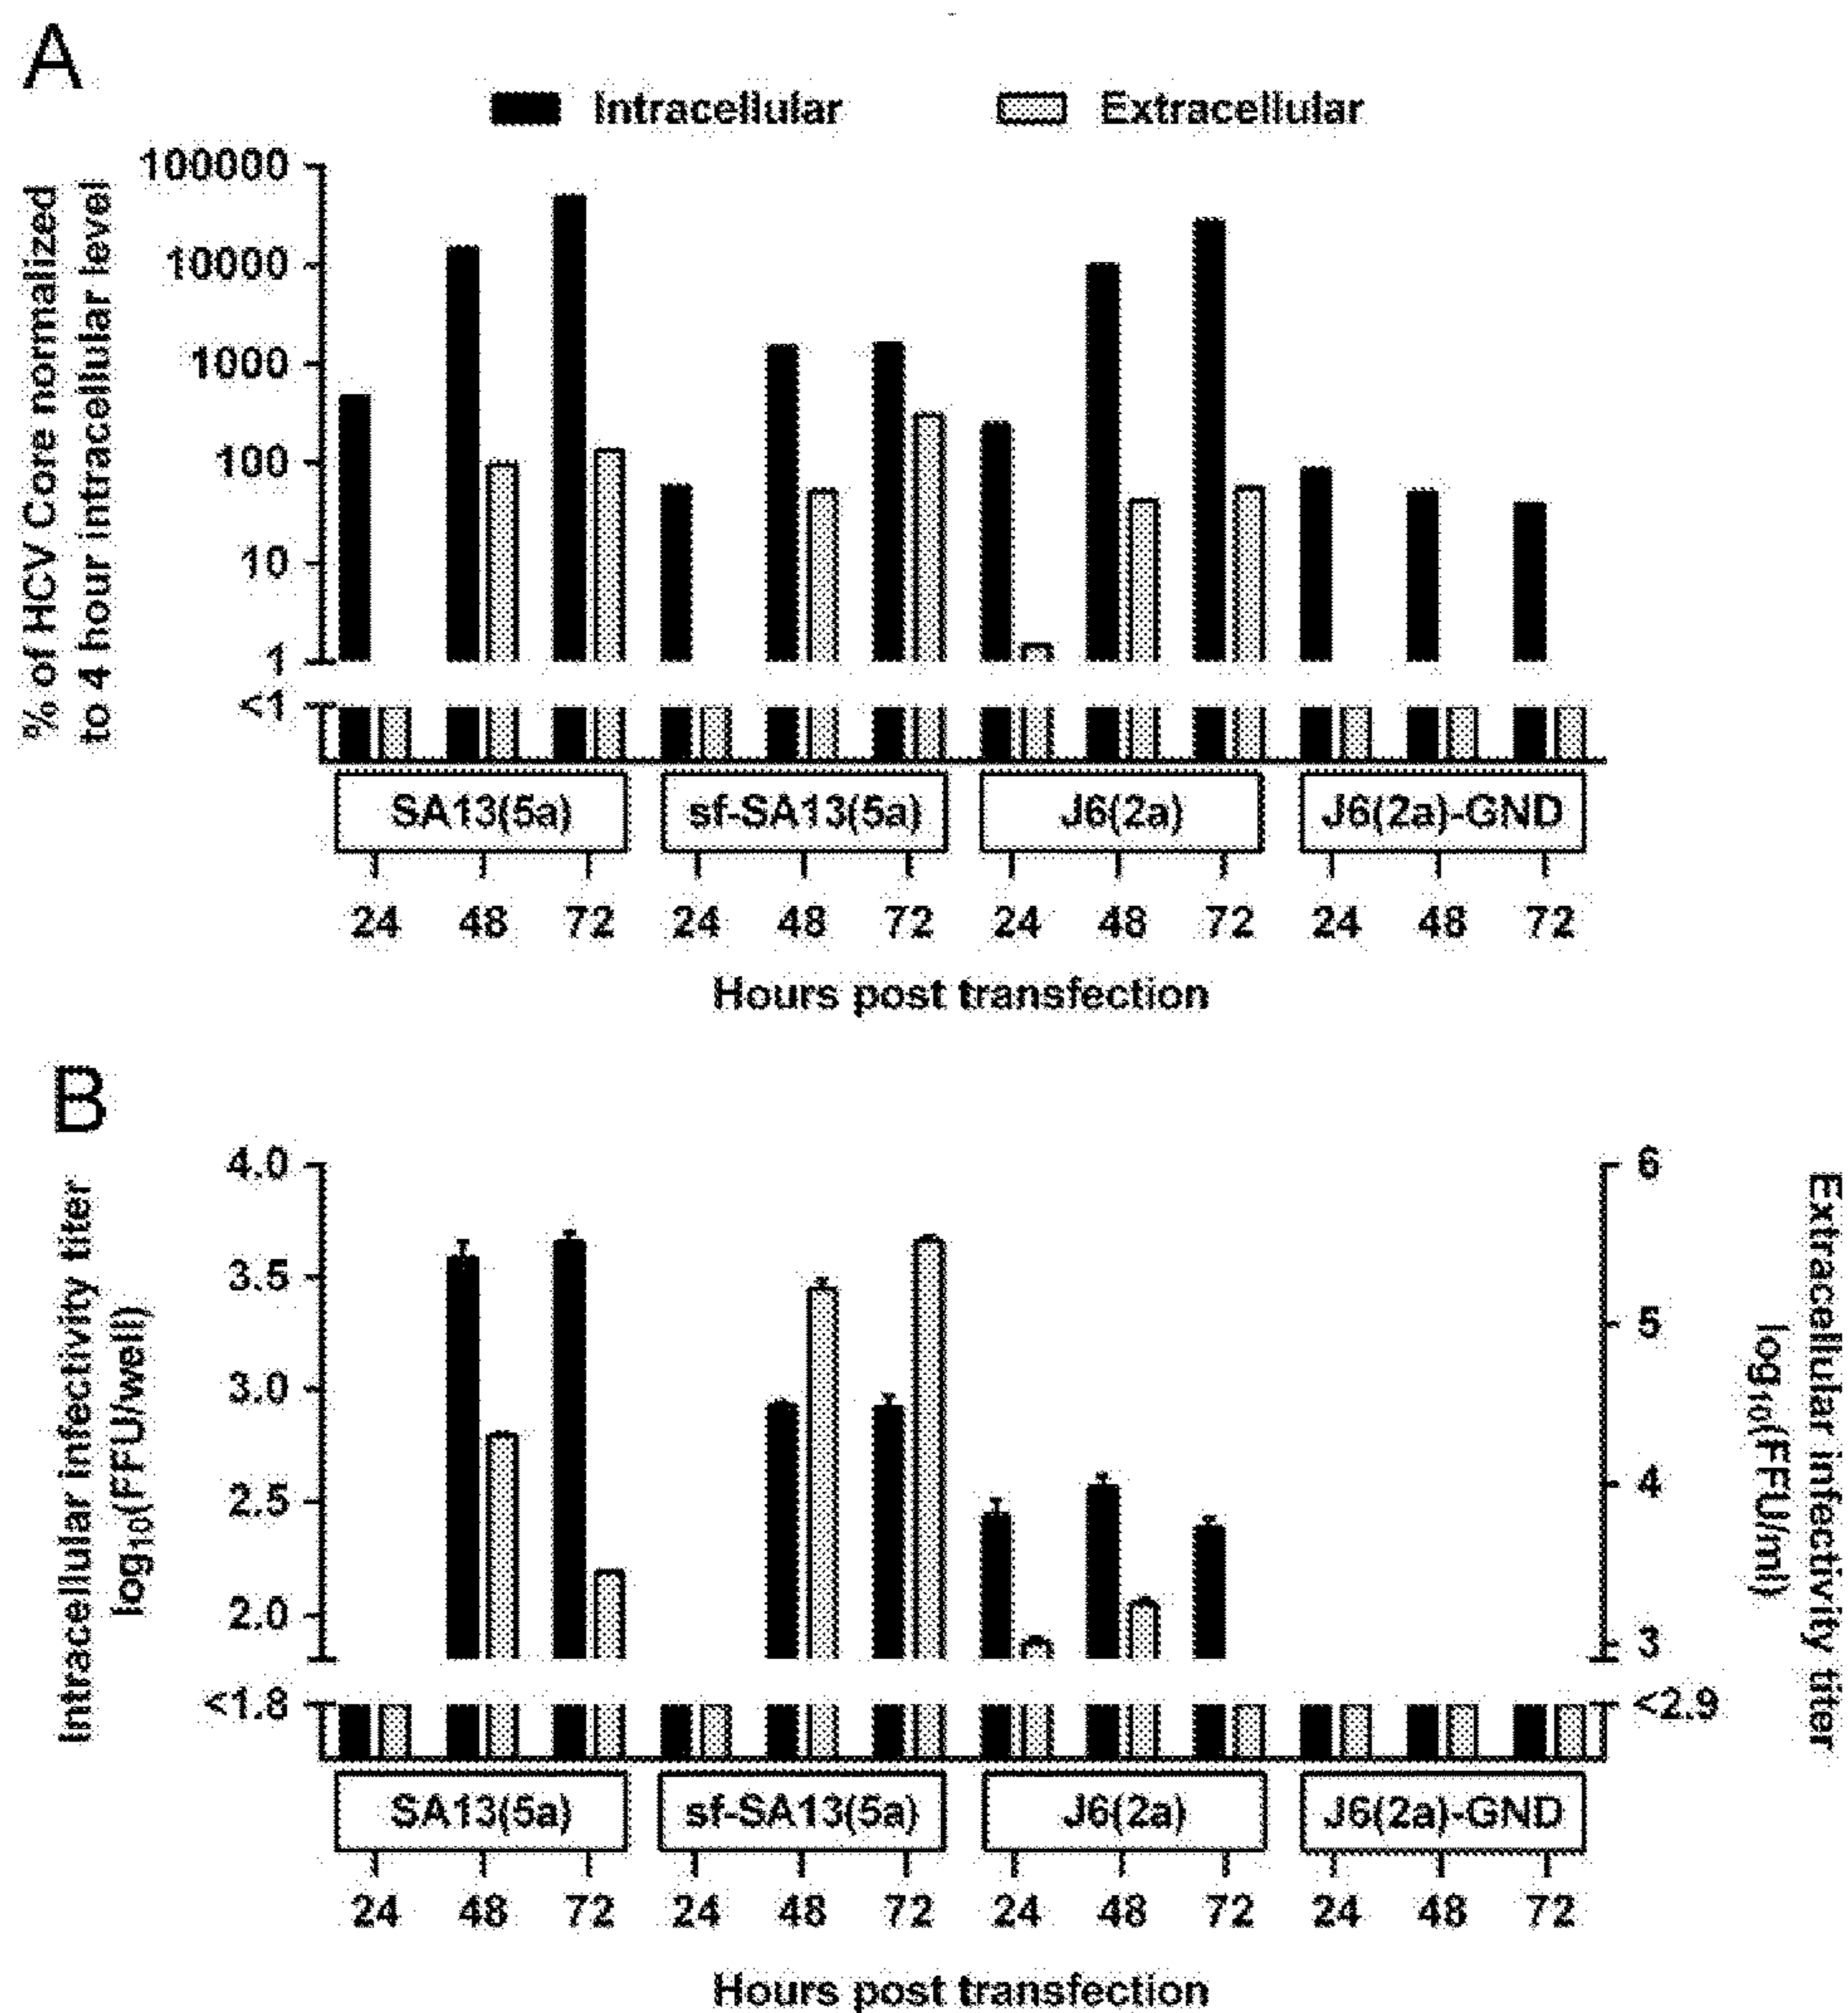 A
Intracellular Extracellular
% of HCV Core normalized
to 4 hour intracellular level
100000
10000
1000
100
10
1
<1
SA13(5a) sf-SA13(5a) J6(2a) J6(2a)-GND
24 48 72 24 48 72 24 48 72 24 48 72
Hours post transfection
B
Intracellular infectivity titer
log10(FFU/well)
4.0
3.5
3.0
2.5
2.0
<1.8
6
5
4
3
<2.9
Extracellular infectivity titer
log10(FFU/ml)
SA13(5a) sf-SA13(5a) J6(2a) J6(2a)-GND
24 48 72 24 48 72 24 48 72 24 48 72
Hours post transfection